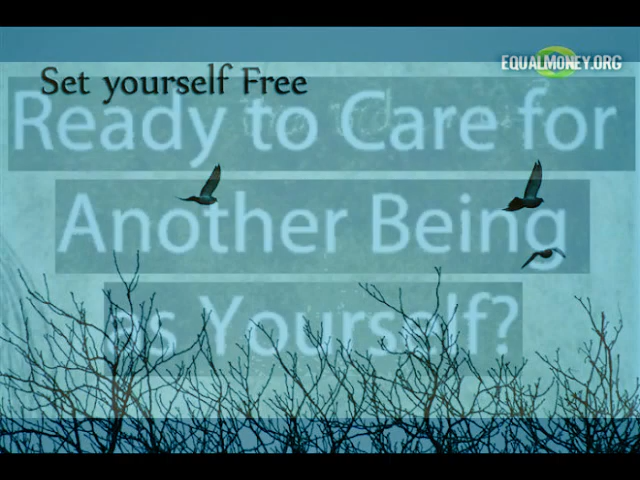 EQUALMONEY.ORG
Set yourself Free
Ready to Care for
Another Being
as Yourself?